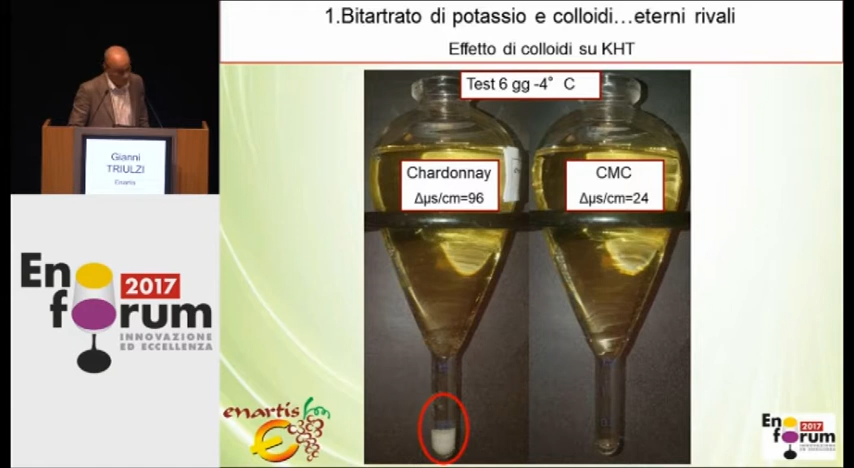 1.Bitartrato di potassio e colloidi...eterni rivali
Effetto di colloidi su KHT
Test 6 gg -4° C
Chardonnay
Δµs/cm=96
CMC
Δµs/cm=24
Gianni
TRIULZI
Enartis
En
2017
forum
INNOVAZIONE
ED ECCELLENZA
enartis
En
2017
forum